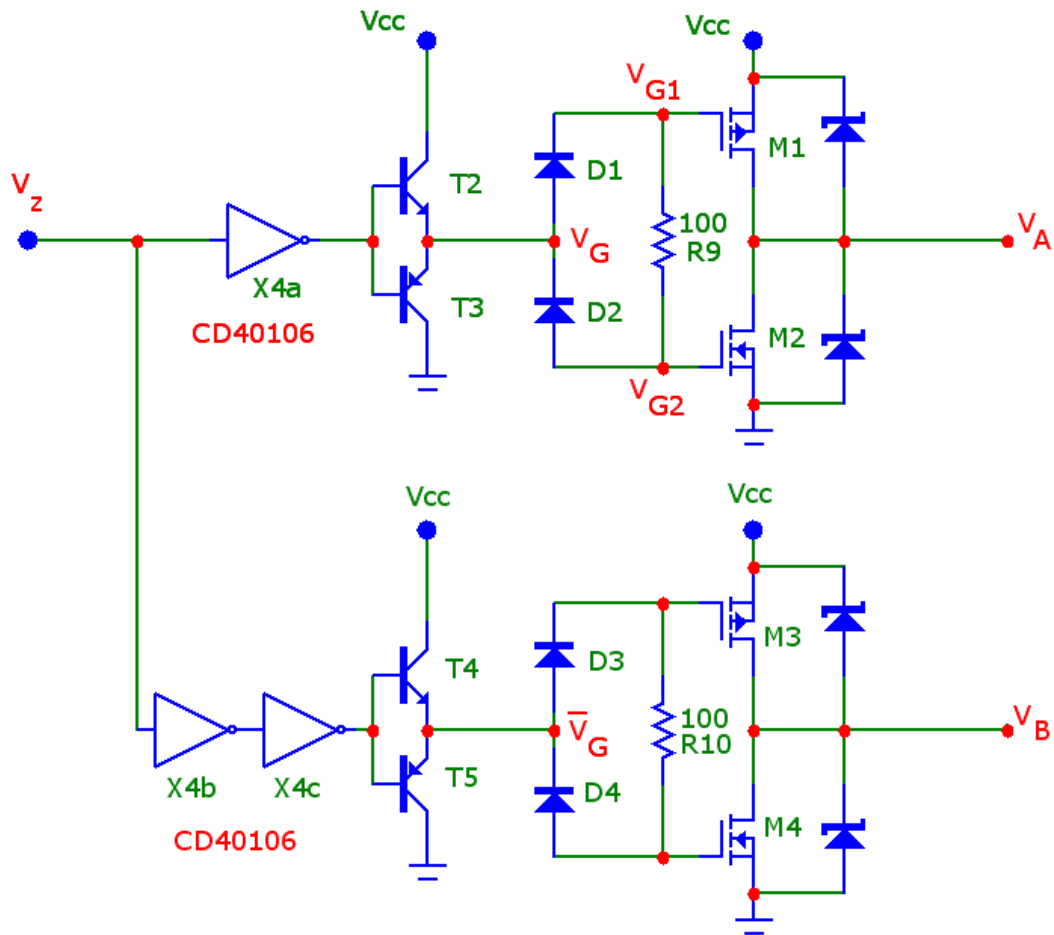 Vcc
Vcc
VG1
M1
T2
D1
Vz
100
R9
VG
VA
X4a
T3
D2
M2
CD40106
VG2
Vcc
Vcc
M3
T4
D3
V̅G
100
R10
VB
X4b
X4c
T5
D4
M4
CD40106